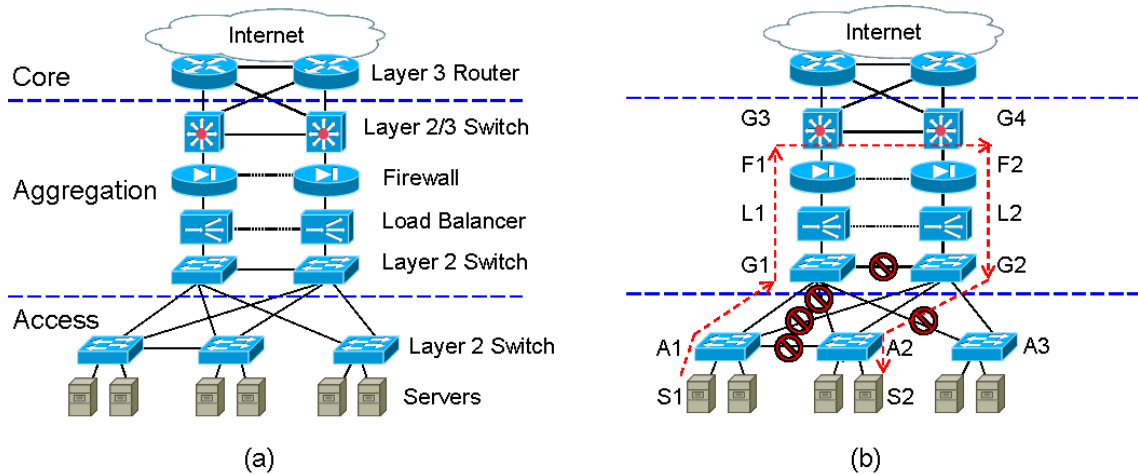 Internet
Core
Layer 3 Router
Layer 2/3 Switch
Aggregation
Firewall
Load Balancer
Layer 2 Switch
Access
Layer 2 Switch
Servers
(a)
Internet
G3
G4
F1
F2
L1
L2
G1
G2
A1
A2
A3
S1
S2
(b)